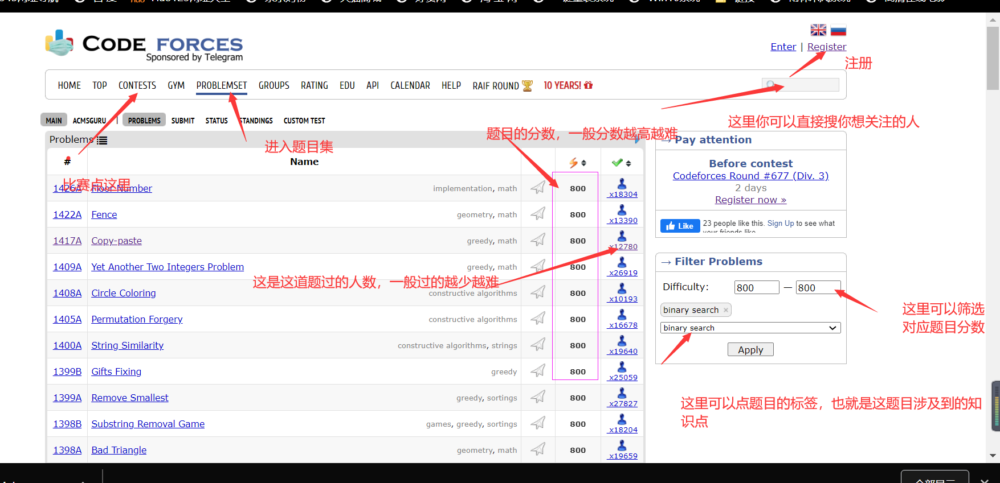 CODE FORCES
Sponsored by Telegram
Enter | Register
注册
HOME TOP CONTESTS GYM PROBLEMSET GROUPS RATING EDU API CALENDAR HELP RAIF ROUND 10 YEARS!
MAIN ACMSGURU | PROBLEMS SUBMIT STATUS STANDINGS CUSTOM TEST
这里你可以直接搜你想关注的人
题目的分数，一般分数越高越难
进入题目集
比赛点这里
Problems
# Name
1426A Floor Number implementation, math 800 x18304
1422A Fence geometry, math 800 x13390
1417A Copy-paste greedy, math 800 x12780
1409A Yet Another Two Integers Problem greedy, math 800 x26919
这是这道题过的人数，一般过的越少越难
1408A Circle Coloring constructive algorithms 800 x10193
1405A Permutation Forgery constructive algorithms 800 x16678
1400A String Similarity constructive algorithms, strings 800 x19640
1399B Gifts Fixing greedy 800 x25059
1399A Remove Smallest greedy, sortings 800 x27827
1398B Substring Removal Game games, greedy, sortings 800 x18204
1398A Bad Triangle geometry, math 800 x19659
→ Pay attention
Before contest
Codeforces Round #677 (Div. 3)
2 days
Register now »
Like 23 people like this. Sign Up to see what
your friends like.
→ Filter Problems
Difficulty: 800 — 800
binary search ×
binary search
Apply
这里可以筛选
对应题目分数
这里可以点题目的标签，也就是这题目涉及到的知
识点
全部显示